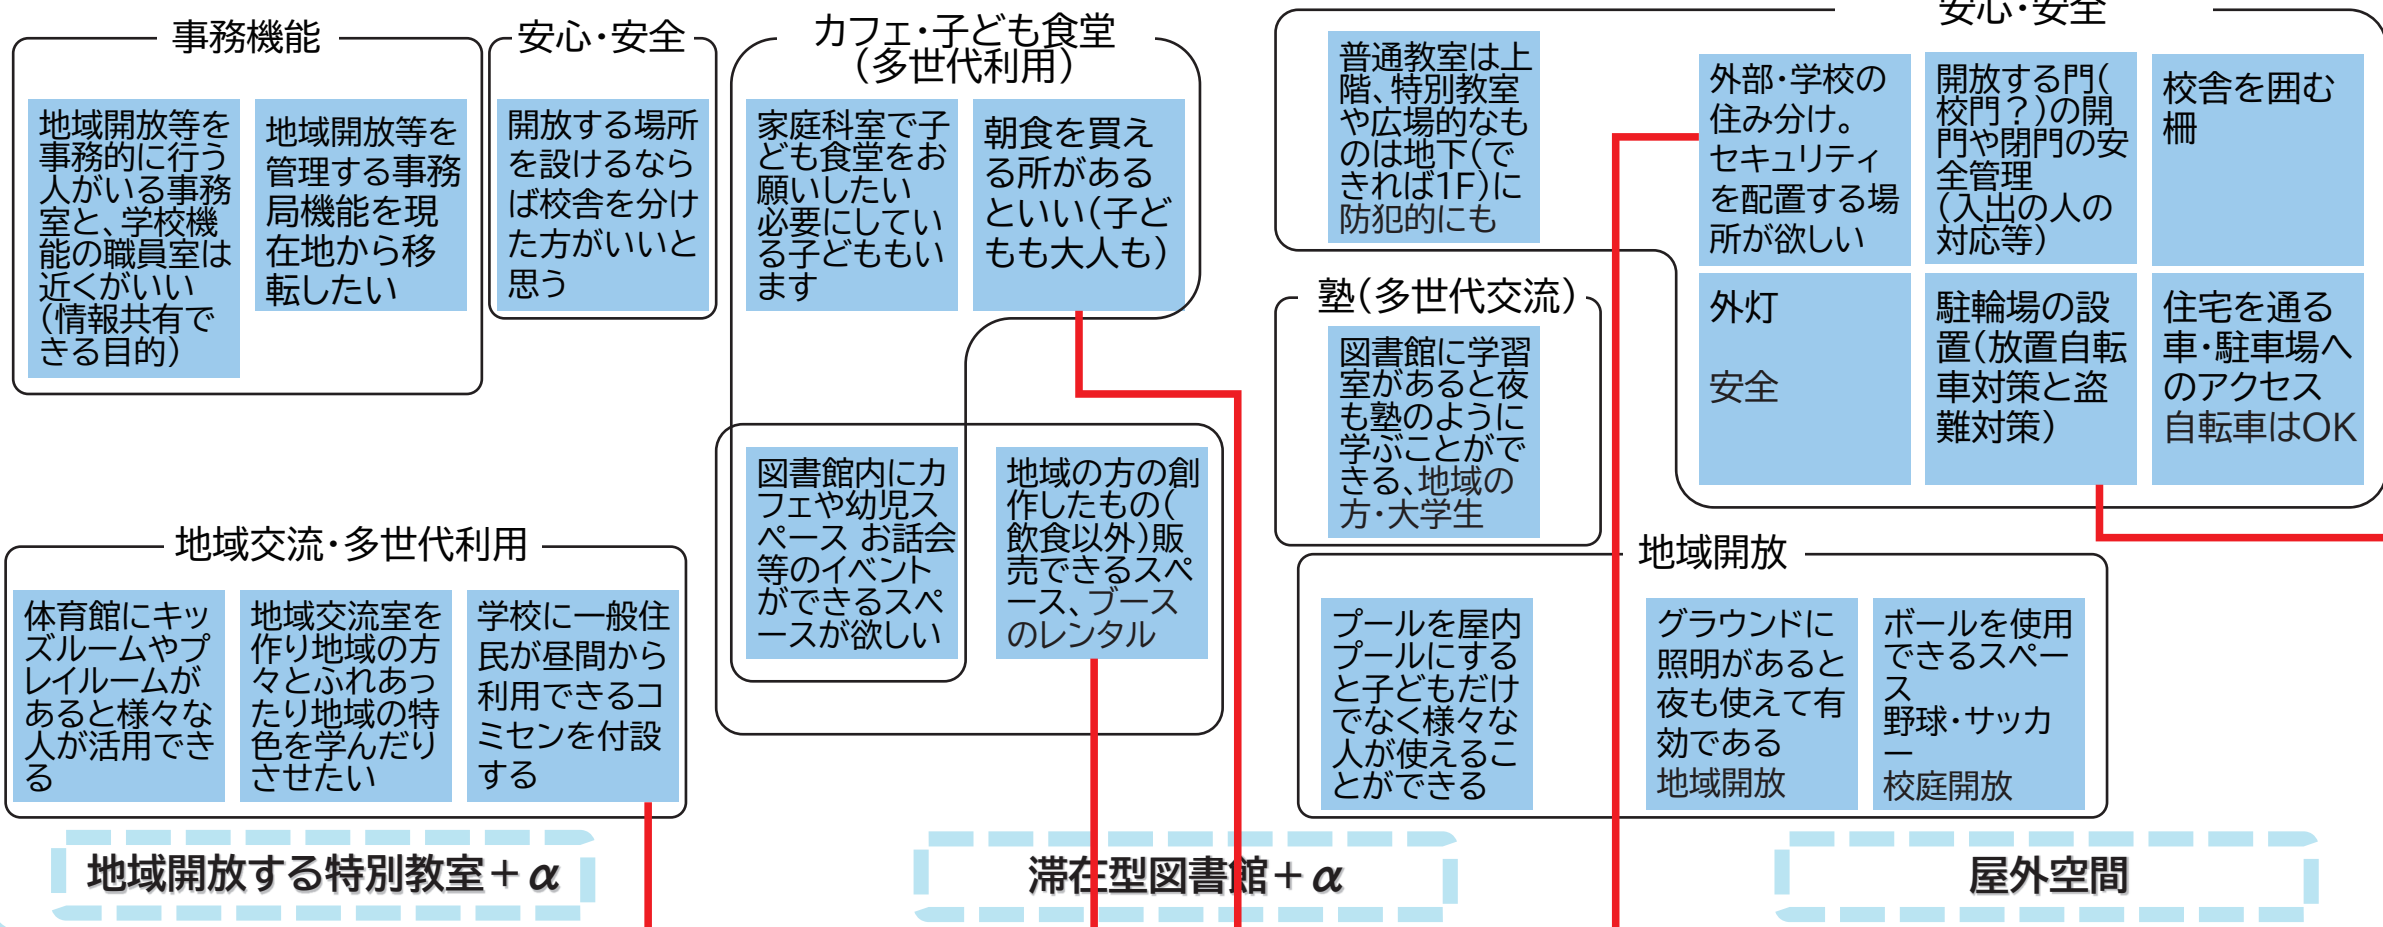 事務機能
地域開放等を
事務的に行う
人がいる事務
室と、学校機
能の職員室は
近くがいい
(情報共有で
きる目的)
地域開放等を
管理する事務
局機能を現
在地から移
転したい
安心・安全
開放する場所
を設けるなら
ば校舎を分け
た方がいいと
思う
カフェ・子ども食堂
(多世代利用)
家庭科室で子
ども食堂をお
願いしたい
必要にしてい
る子どももい
ます
朝食を買え
る所がある
といい(子ど
もも大人も)
図書館内にカ
フェや幼児ス
ペース お話会
等のイベント
ができるスペ
ースが欲しい
地域の方の創
作したもの(
飲食以外)販
売できるスペ
ース、ブース
のレンタル
安心・安全
普通教室は上
階、特別教室
や広場的なも
のは地下(で
きれば1F)に
防犯的にも
外部・学校の
住み分け。
セキュリティ
を配置する場
所が欲しい
開放する門(
校門?)の開
門や閉門の安
全管理
(入出の人の
対応等)
校舎を囲む
柵
外灯
安全
駐輪場の設
置(放置自転
車対策と盗
難対策)
住宅を通る
車・駐車場へ
のアクセス
自転車はOK
塾(多世代交流)
図書館に学習
室があると夜
も塾のように
学ぶことがで
きる、地域の
方・大学生
地域交流・多世代利用
体育館にキッ
ズルームやプ
レイルームが
あると様々な
人が活用でき
る
地域交流室を
作り地域の方
々とふれあっ
たり地域の特
色を学んだり
させたい
学校に一般住
民が昼間から
利用できるコ
ミセンを付設
する
地域開放
プールを屋内
プールにする
と子どもだけ
でなく様々な
人が使えるこ
とができる
グラウンドに
照明があると
夜も使えて有
効である
地域開放
ボールを使用
できるスペー
ス
野球・サッカ
ー
校庭開放
地域開放する特別教室+α
滞在型図書館+α
屋外空間